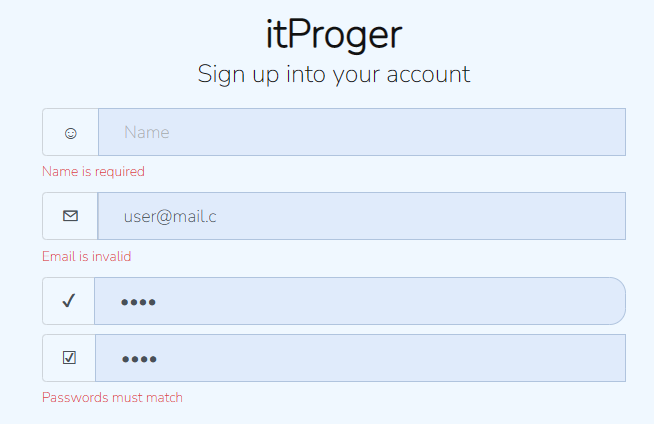 itProger
Sign up into your account
Name
Name is required
user@mail.c
Email is invalid
••••
••••
Passwords must match